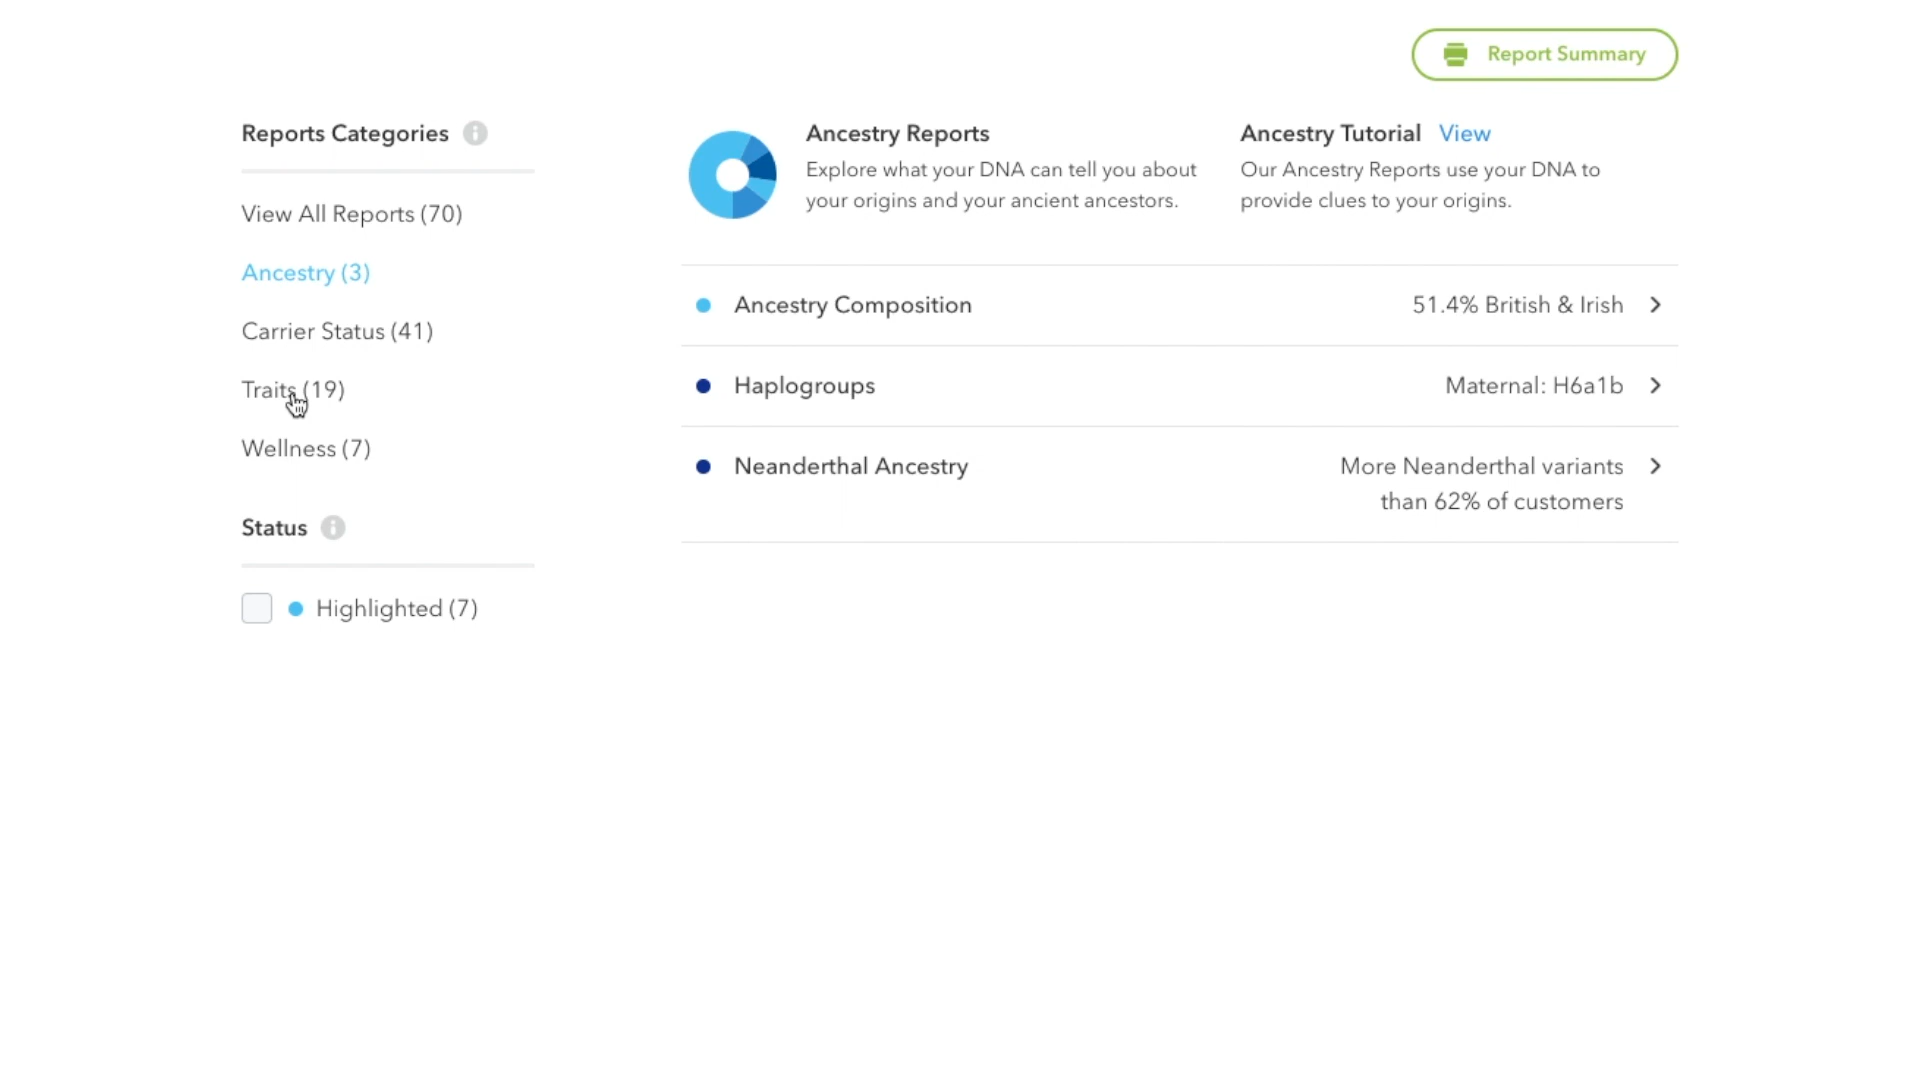 Report Summary
Reports Categories
View All Reports (70)
Ancestry (3)
Carrier Status (41)
Traits (19)
Wellness (7)
Status
Highlighted (7)
Ancestry Reports
Explore what your DNA can tell you about
your origins and your ancient ancestors.
Ancestry Tutorial View
Our Ancestry Reports use your DNA to
provide clues to your origins.
Ancestry Composition 51.4% British & Irish
Haplogroups Maternal: H6a1b
Neanderthal Ancestry More Neanderthal variants
than 62% of customers